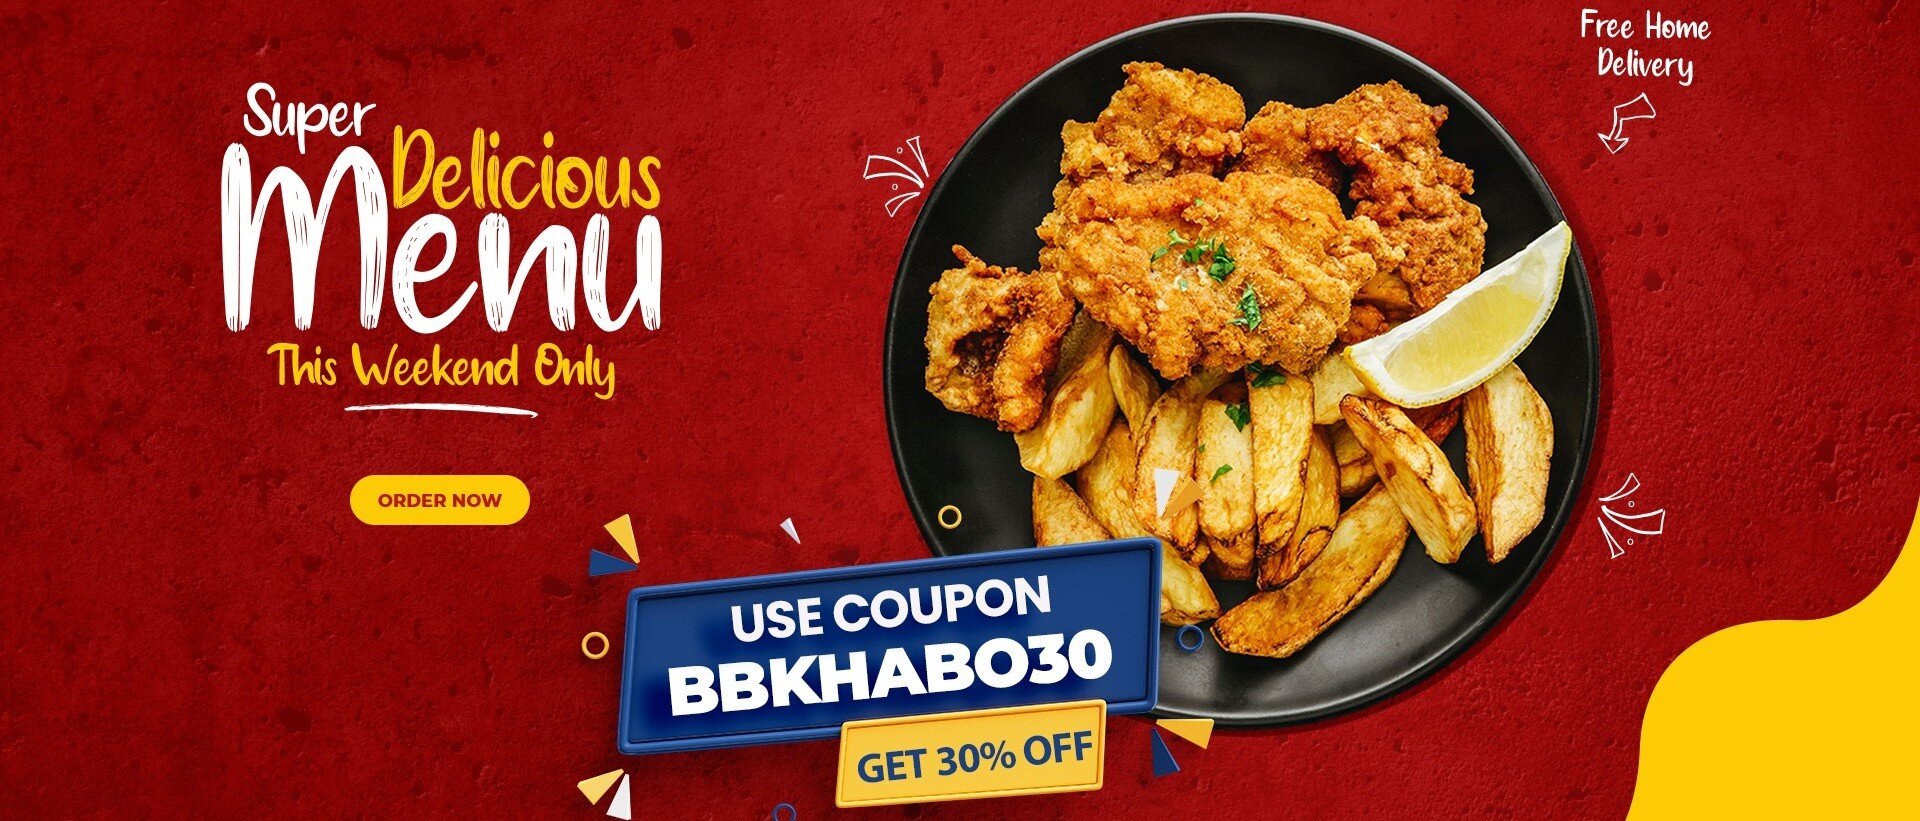 Super
Delicious
Menu
This Weekend Only
ORDER NOW
Free Home
Delivery
USE COUPON
BBKHABO30
GET 30% OFF